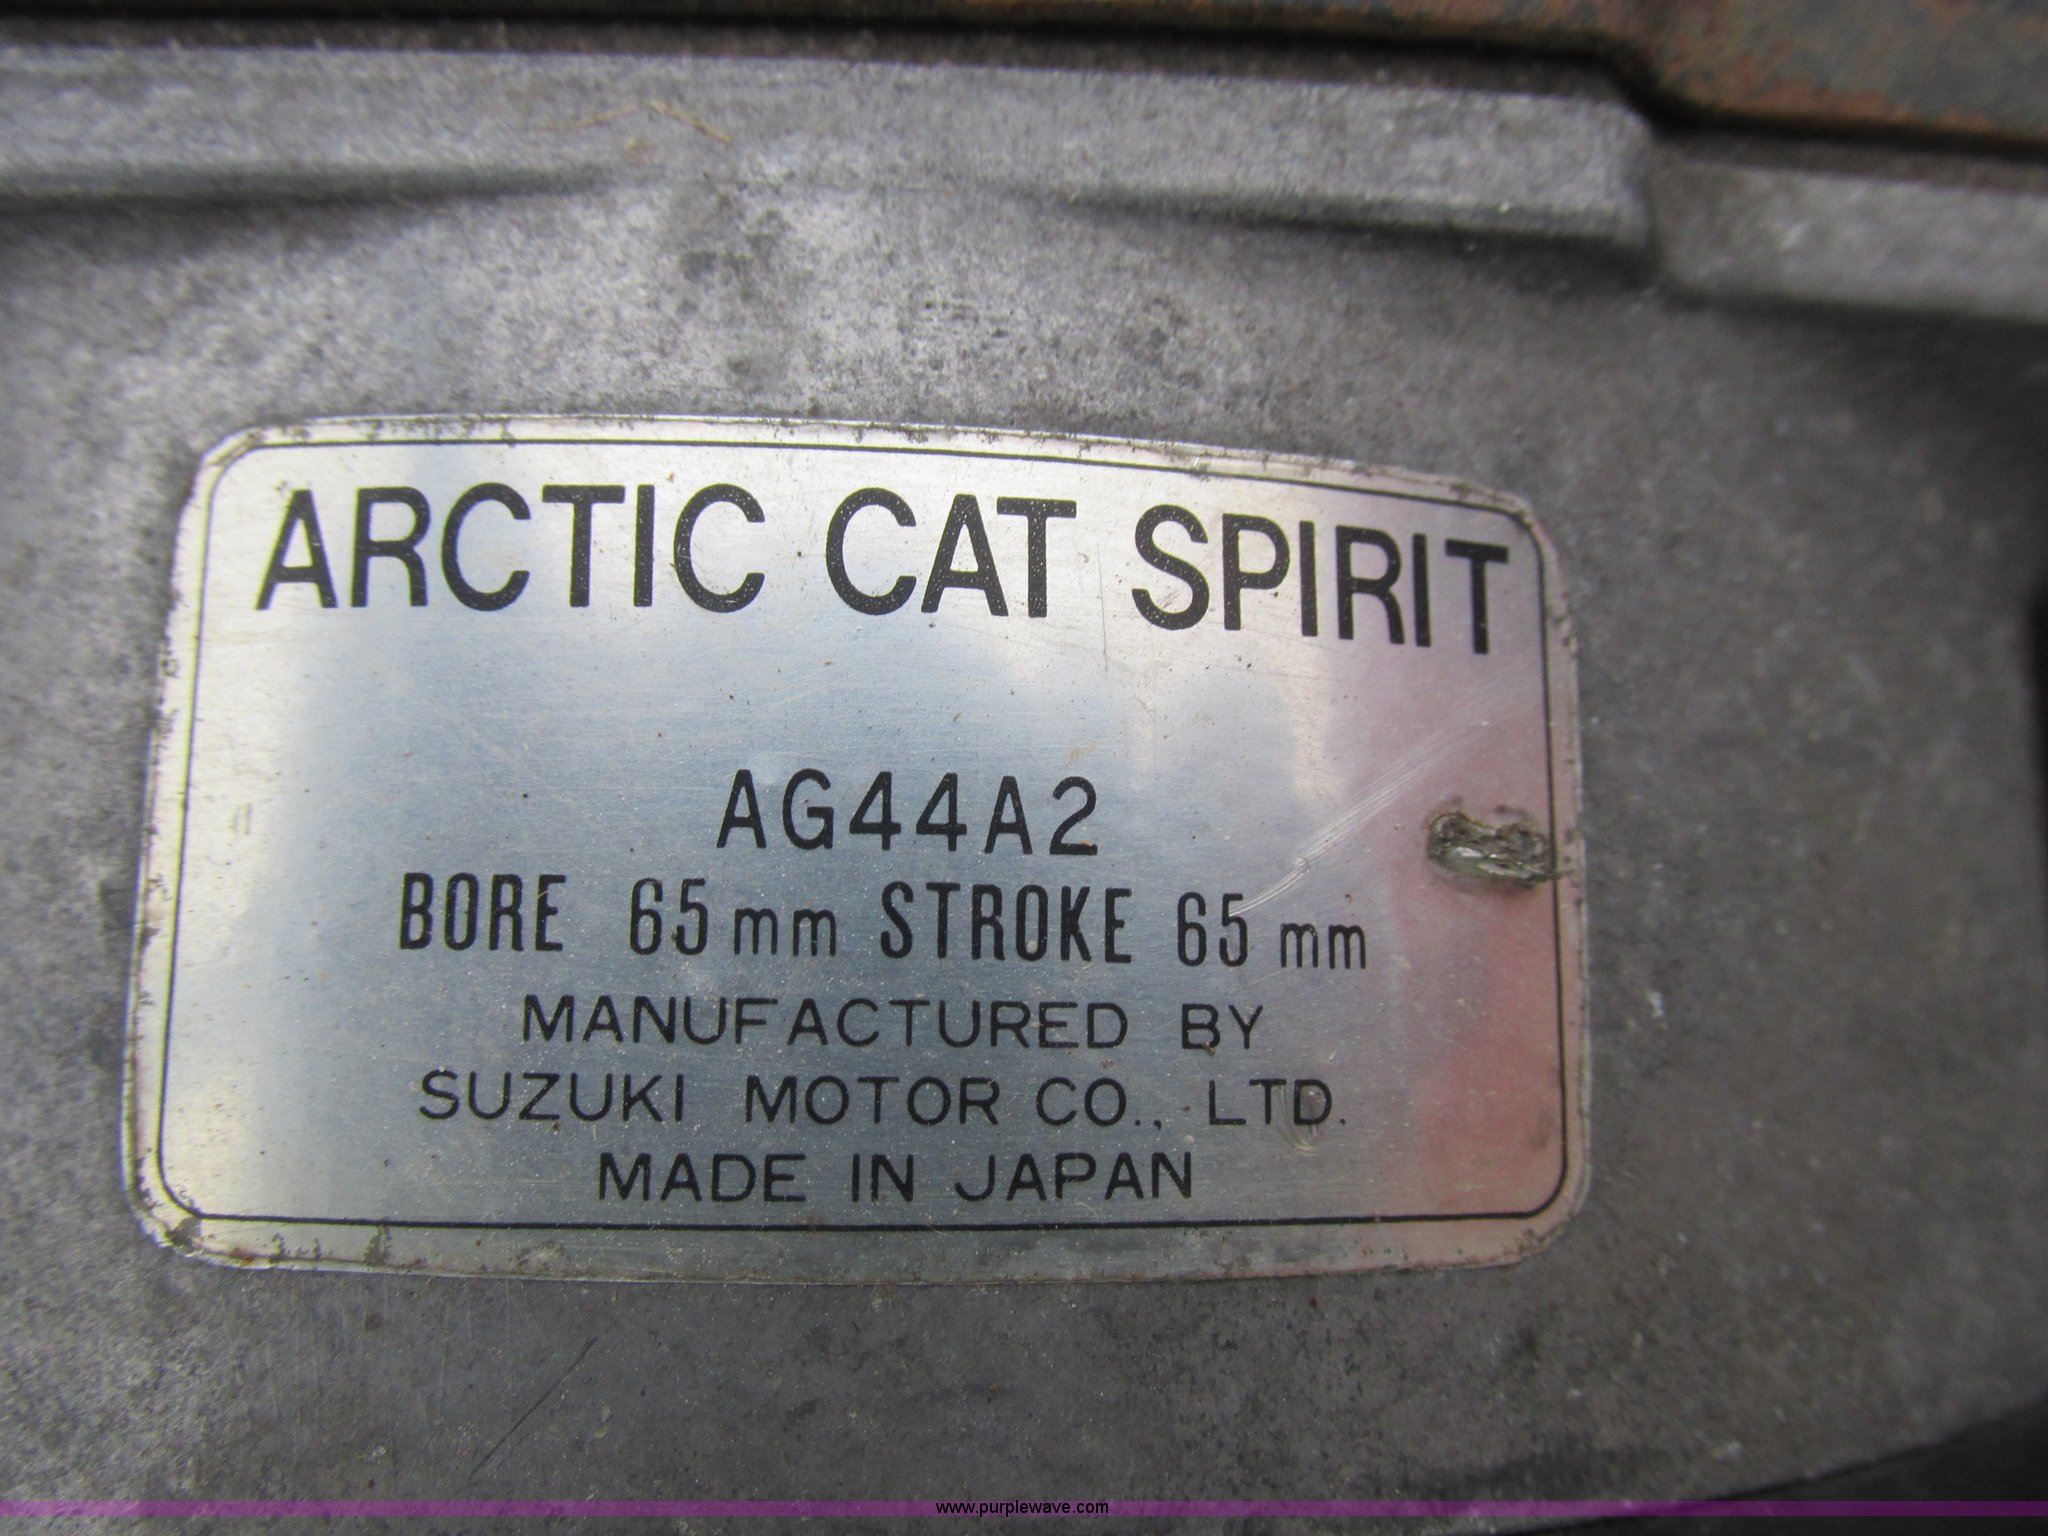 ARCTIC CAT SPIRIT
AG44A2
BORE 65 mm STROKE 65 mm
MANUFACTURED BY
SUZUKI MOTOR CO., LTD.
MADE IN JAPAN
www.purplewave.com